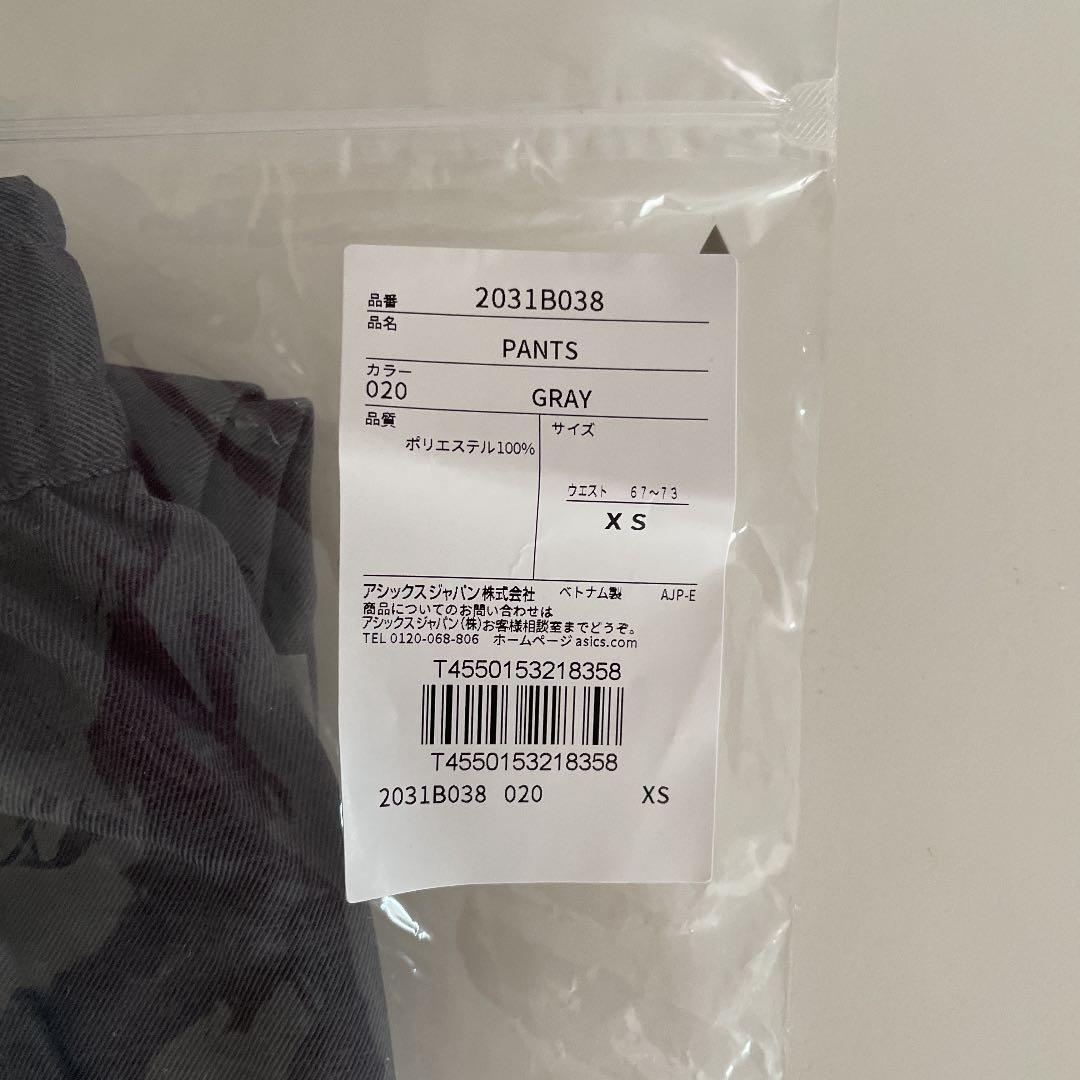 品番 2031B038
品名
PANTS
カラー
020 GRAY
品質
ポリエステル100%
サイズ
ウエスト 67~73
XS
アシックスジャパン株式会社 ベトナム製 AJP-E
商品についてのお問い合わせは
アシックスジャパン(株)お客様相談室までどうぞ。
TEL 0120-068-806 ホームページ asics.com
T4550153218358
T4550153218358
2031B038 020 XS